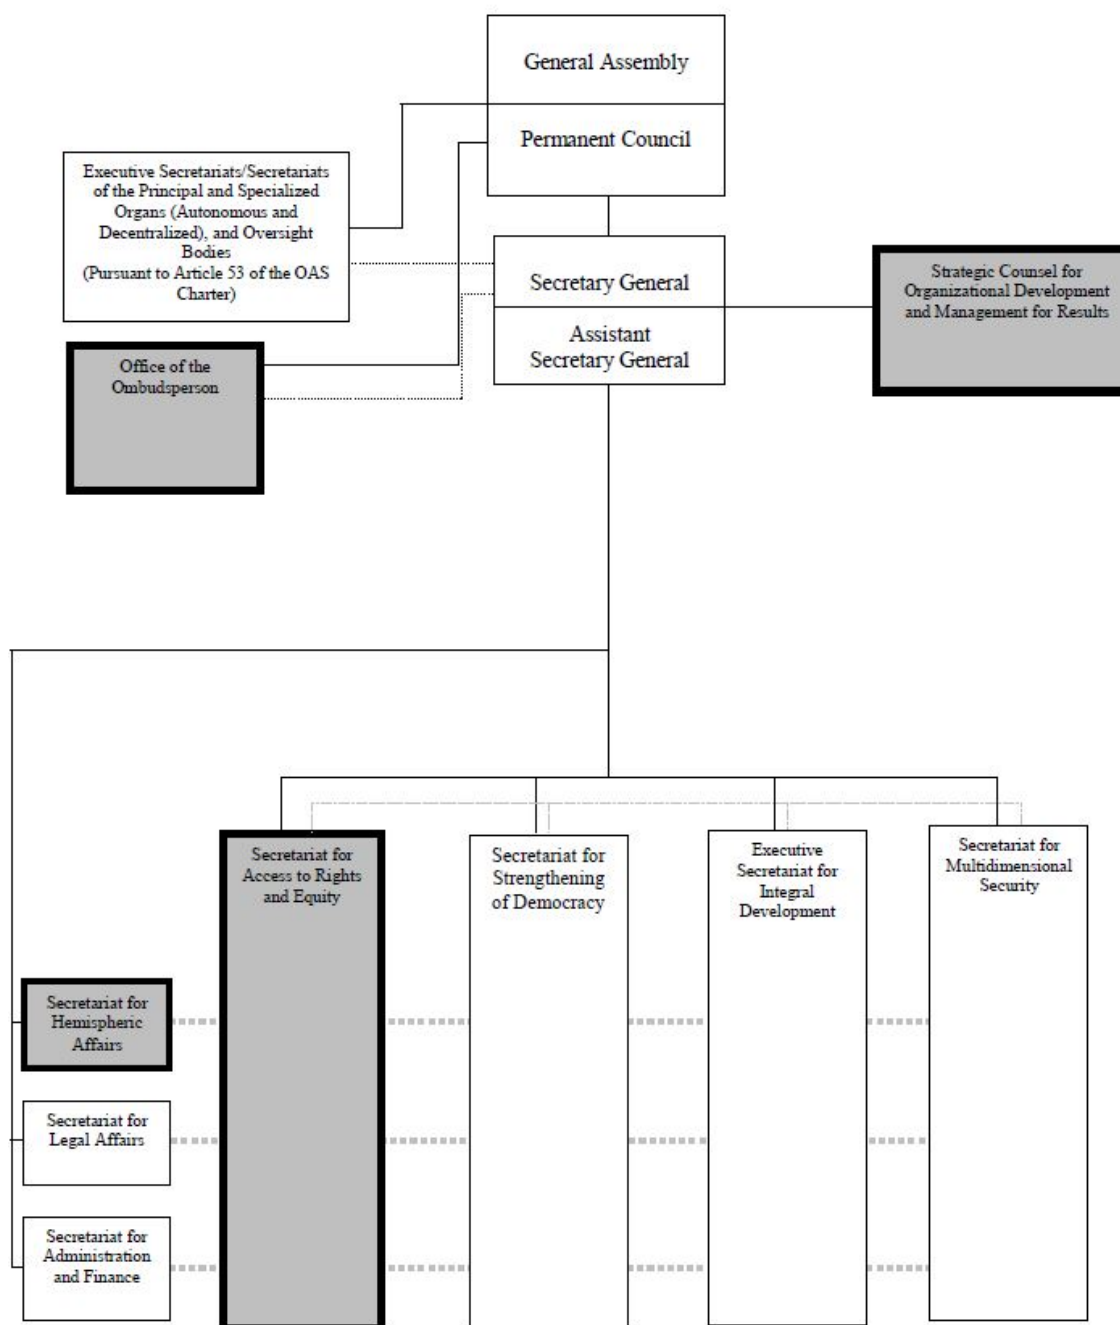 General Assembly
Permanent Council
Executive Secretariats/Secretariats
of the Principal and Specialized
Organs (Autonomous and
Decentralized), and Oversight
Bodies
(Pursuant to Article 53 of the OAS
Charter)
Secretary General
Assistant
Secretary General
Strategic Counsel for
Organizational Development
and Management for Results
Office of the
Ombudsperson
Secretariat for
Access to Rights
and Equity
Secretariat for
Strengthening
of Democracy
Executive
Secretariat for
Integral
Development
Secretariat for
Multidimensional
Security
Secretariat for
Hemispheric
Affairs
Secretariat for
Legal Affairs
Secretariat for
Administration
and Finance